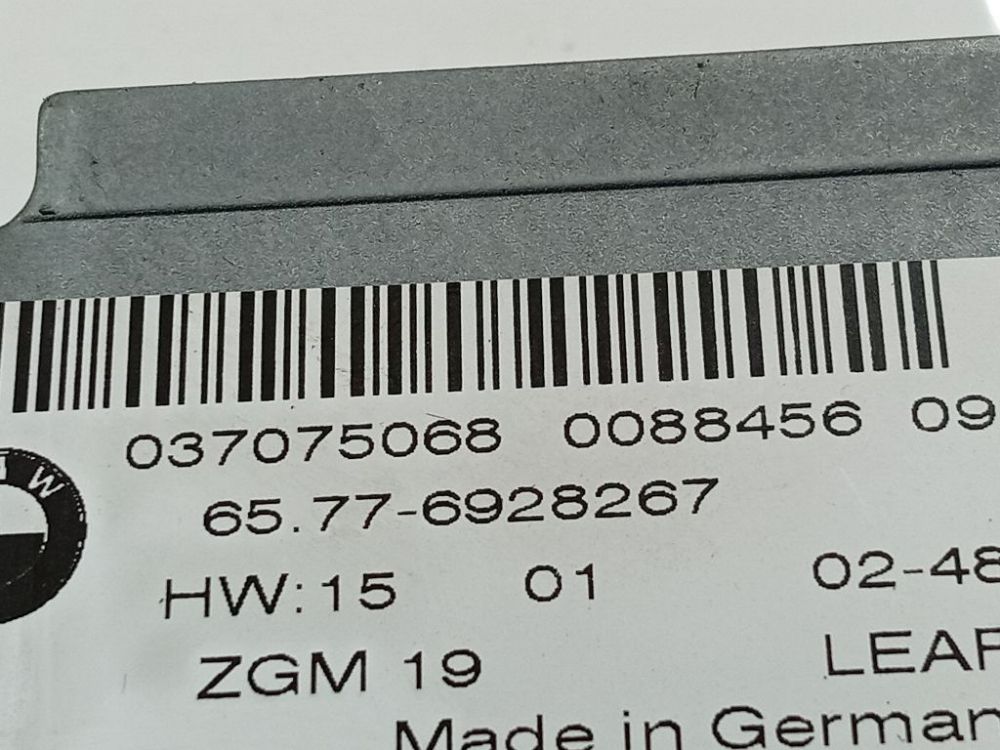 037075068 0088456 09
65.77-6928267
W
HW:15 01 02-48
ZGM 19 LEAR
Made in German